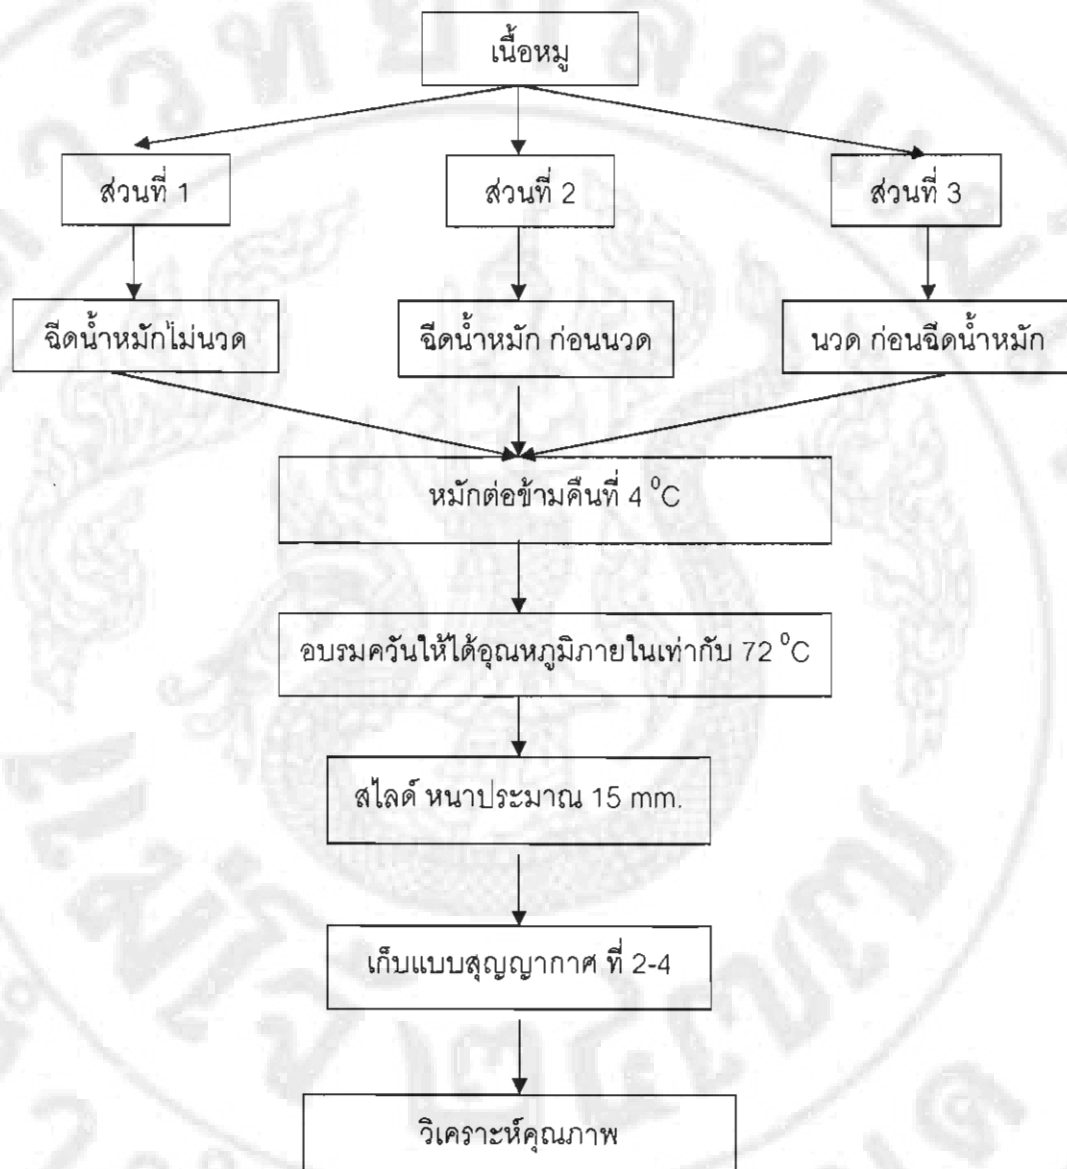 เนื้อหมู
ส่วนที่ 1
ส่วนที่ 2
ส่วนที่ 3
ฉีดน้ำหมักไม่นวด
ฉีดน้ำหมัก ก่อนนวด
นวด ก่อนฉีดน้ำหมัก
หมักต่อข้ามคืนที่ 4 ⁰C
อบรมควันให้ได้อุณหภูมิภายในเท่ากับ 72 ⁰C
สไลด์ หนาประมาณ 15 mm.
เก็บแบบสุญญากาศ ที่ 2-4
วิเคราะห์คุณภาพ